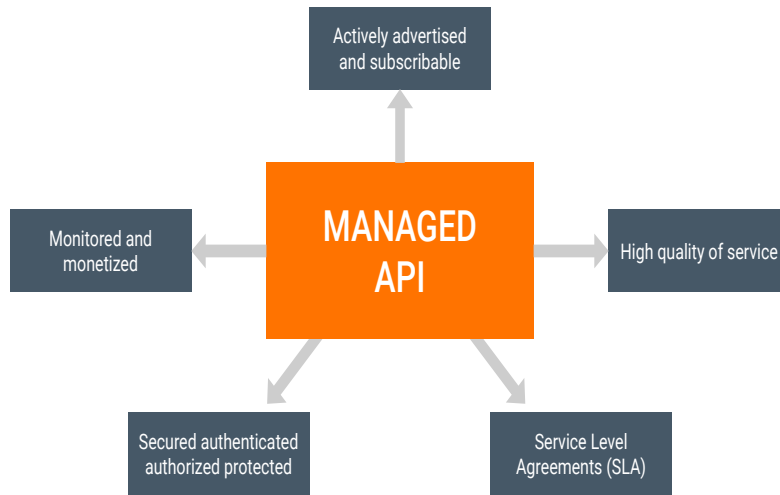 Actively advertised
and subscribable
MANAGED
API
Monitored and
monetized
High quality of service
Secured authenticated
authorized protected
Service Level
Agreements (SLA)